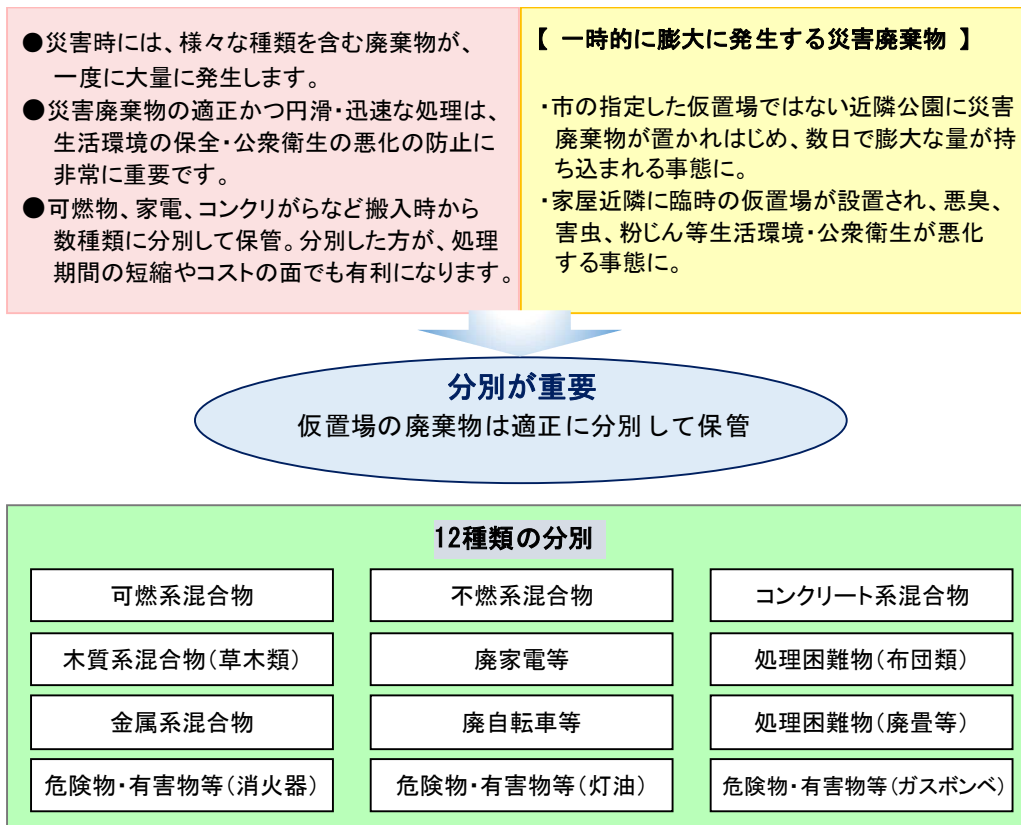 ●災害時には、様々な種類を含む廃棄物が、
一度に大量に発生します。
●災害廃棄物の適正かつ円滑・迅速な処理は、
生活環境の保全・公衆衛生の悪化の防止に
非常に重要です。
●可燃物、家電、コンクリがらなど搬入時から
数種類に分別して保管。分別した方が、処理
期間の短縮やコストの面でも有利になります。
【 一時的に膨大に発生する災害廃棄物 】
・市の指定した仮置場ではない近隣公園に災害
廃棄物が置かれはじめ、数日で膨大な量が持
ち込まれる事態に。
・家屋近隣に臨時の仮置場が設置され、悪臭、
害虫、粉じん等生活環境・公衆衛生が悪化
する事態に。
分別が重要
仮置場の廃棄物は適正に分別して保管
12種類の分別
可燃系混合物
不燃系混合物
コンクリート系混合物
木質系混合物(草木類)
廃家電等
処理困難物(布団類)
金属系混合物
廃自転車等
処理困難物(廃畳等)
危険物・有害物等(消火器)
危険物・有害物等(灯油)
危険物・有害物等(ガスボンベ)